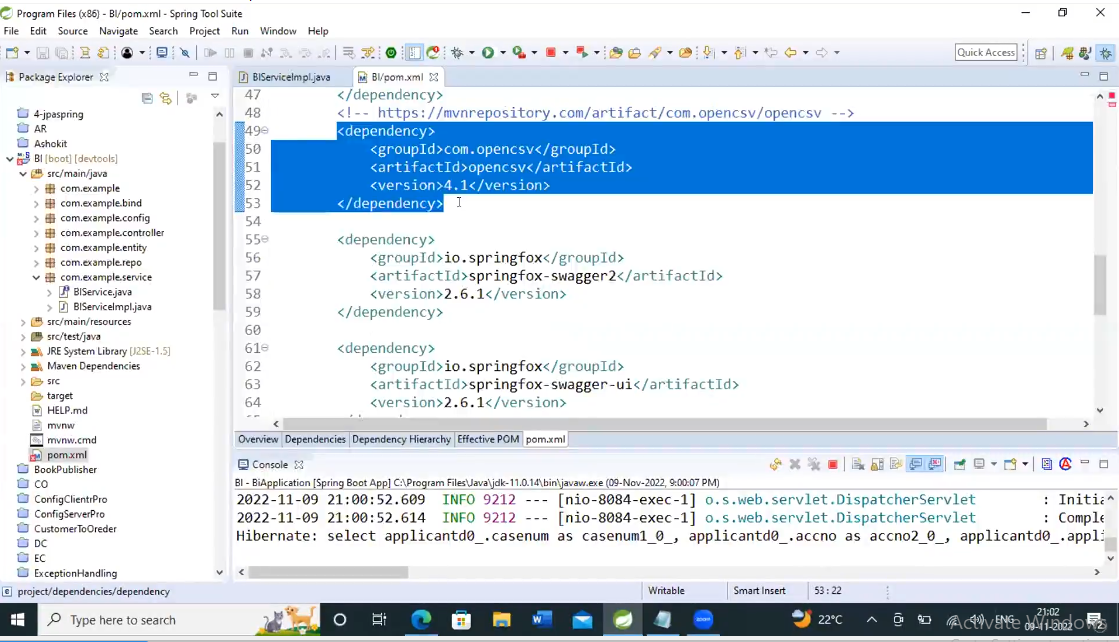 Program Files (x86) - BI/pom.xml - Spring Tool Suite
File Edit Source Navigate Search Project Run Window Help
Quick Access
Package Explorer
BIServiceImpl.java
BI/pom.xml
4-jpaspring
AR
Ashokit
BI [boot] [devtools]
src/main/java
com.example
com.example.bind
com.example.config
com.example.controller
com.example.entity
com.example.repo
com.example.service
BIService.java
BIServiceImpl.java
src/main/resources
src/test/java
JRE System Library [J2SE-1.5]
Maven Dependencies
src
target
HELP.md
mvnw
mvnw.cmd
pom.xml
BookPublisher
CO
ConfigClientPro
ConfigServerPro
CustomerToOreder
DC
EC
ExceptionHandling
47 </dependency>
48 <!-- https://mvnrepository.com/artifact/com.opencsv/opencsv -->
49 <dependency>
50 <groupId>com.opencsv</groupId>
51 <artifactId>opencsv</artifactId>
52 <version>4.1</version>
53 </dependency>
54
55 <dependency>
56 <groupId>io.springfox</groupId>
57 <artifactId>springfox-swagger2</artifactId>
58 <version>2.6.1</version>
59 </dependency>
60
61 <dependency>
62 <groupId>io.springfox</groupId>
63 <artifactId>springfox-swagger-ui</artifactId>
64 <version>2.6.1</version>
Overview Dependencies Dependency Hierarchy Effective POM pom.xml
Console
BI - BiApplication [Spring Boot App] C:\Program Files\Java\jdk-11.0.14\bin\javaw.exe (09-Nov-2022, 9:00:07 PM)
2022-11-09 21:00:52.609 INFO 9212 --- [nio-8084-exec-1] o.s.web.servlet.DispatcherServlet : Initia
2022-11-09 21:00:52.614 INFO 9212 --- [nio-8084-exec-1] o.s.web.servlet.DispatcherServlet : Comple
Hibernate: select applicantd0_.casenum as casenum1_0_, applicantd0_.accno as accno2_0_, applicantd0_.appli
project/dependencies/dependency
Writable
Smart Insert
53 : 22
Type here to search
22°C
ENG
21:02
09-11-2022
Activate Windows